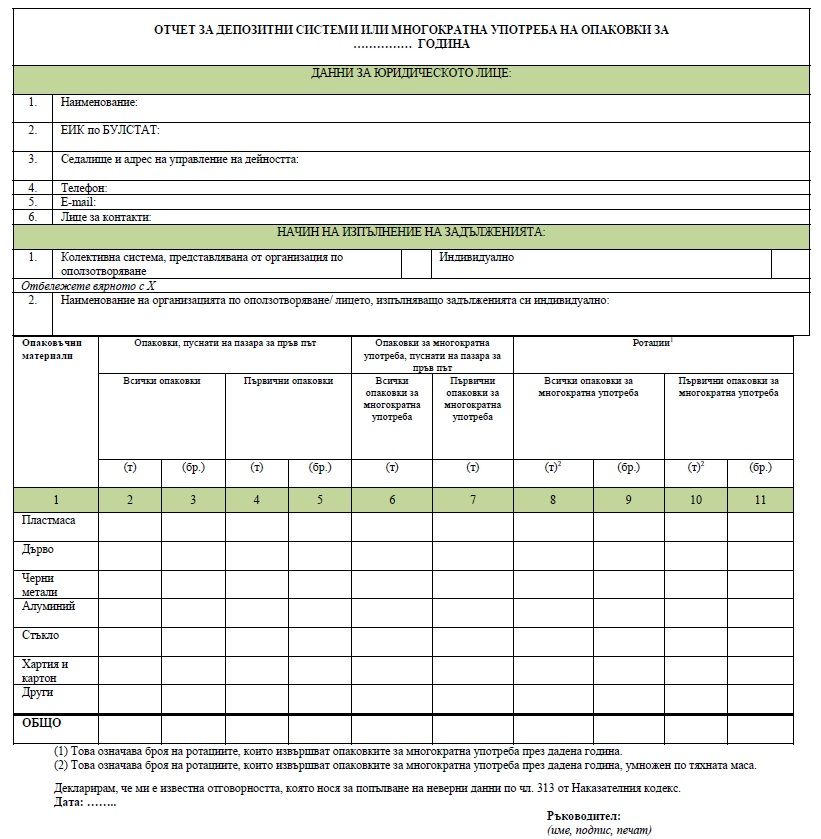 ОТЧЕТ ЗА ДЕПОЗИТНИ СИСТЕМИ ИЛИ МНОГОКРАТНА УПОТРЕБА НА ОПАКОВКИ ЗА
…………… ГОДИНА
ДАННИ ЗА ЮРИДИЧЕСКОТО ЛИЦЕ:
1. Наименование:
2. ЕИК по БУЛСТАТ:
3. Седалище и адрес на управление на дейността:
4. Телефон:
5. E-mail:
6. Лице за контакти:
НАЧИН НА ИЗПЪЛНЕНИЕ НА ЗАДЪЛЖЕНИЯТА:
1. Колективна система, представлявана от организация по
оползотворяване
Индивидуално
Отбележете вярното с Х
2. Наименование на организацията по оползотворяване/ лицето, изпълняващо задълженията си индивидуално:
Опаковъчни
материали
Опаковки, пуснати на пазара за пръв път
Опаковки за многократна
употреба, пуснати на пазара за
пръв път
Ротации1
Всички опаковки
Първични опаковки
Всички
опаковки за
многократна
употреба
Първични
опаковки за
многократна
употреба
Всички опаковки за
многократна употреба
Първични опаковки за
многократна употреба
(т) (бр.) (т) (бр.) (т) (т) (т)2 (бр.) (т)2 (бр.)
1 2 3 4 5 6 7 8 9 10 11
Пластмаса
Дърво
Черни
метали
Алуминий
Стъкло
Хартия и
картон
Други
ОБЩО
(1) Това означава броя на ротациите, които извършват опаковките за многократна употреба през дадена година.
(2) Това означава броя на ротациите, които извършват опаковките за многократна употреба през дадена година, умножен по тяхната маса.
Декларирам, че ми е известна отговорността, която нося за попълване на неверни данни по чл. 313 от Наказателния кодекс.
Дата: ……..
Ръководител:
(име, подпис, печат)